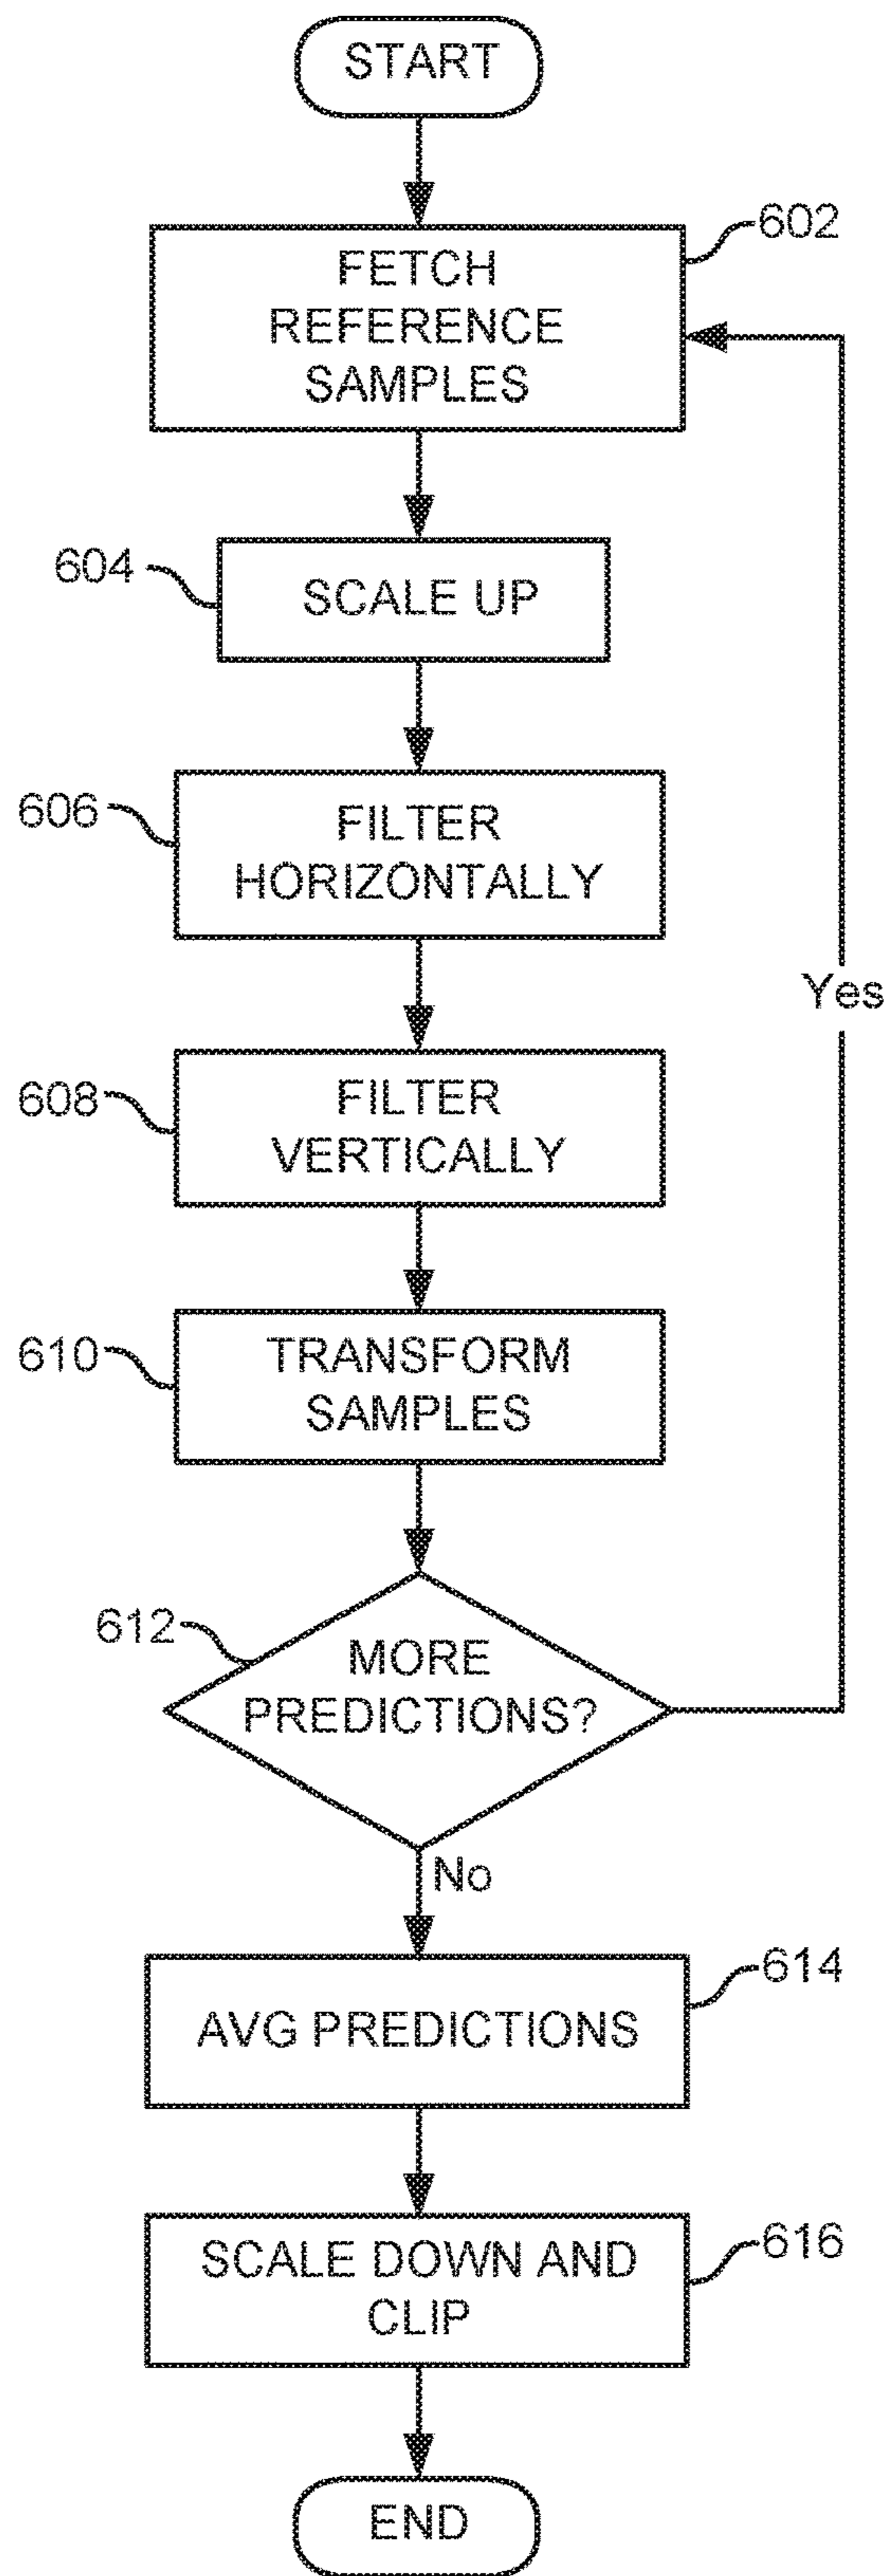 START
602
FETCH
REFERENCE
SAMPLES
604
SCALE UP
606
FILTER
HORIZONTALLY
Yes
608
FILTER
VERTICALLY
610
TRANSFORM
SAMPLES
612
MORE
PREDICTIONS?
No
614
AVG PREDICTIONS
616
SCALE DOWN AND
CLIP
END